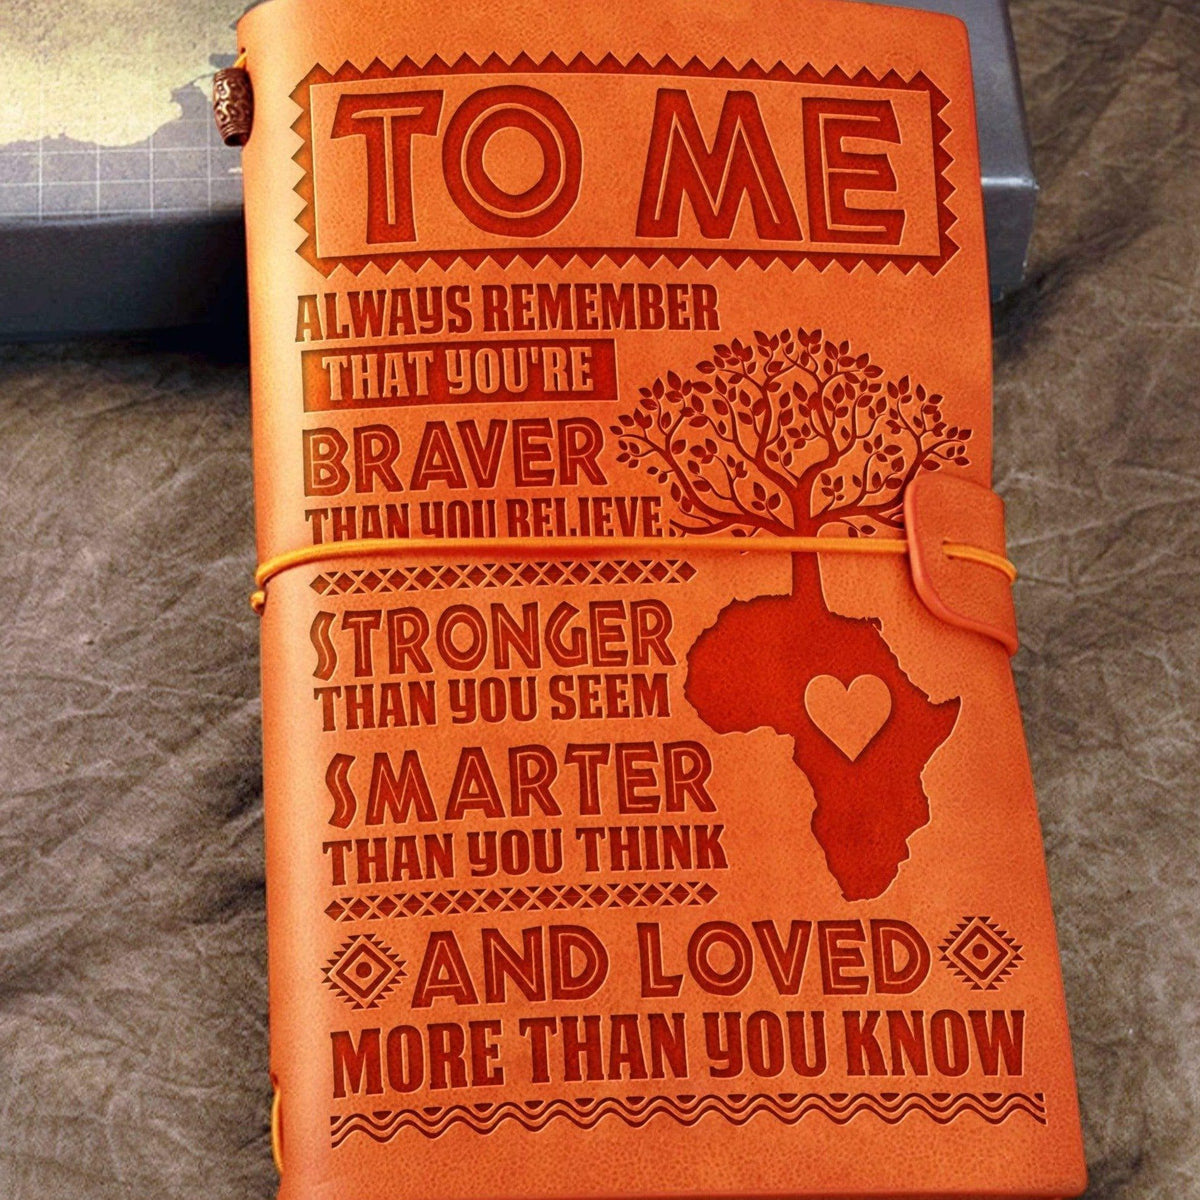 TO ME
ALWAYS REMEMBER
THAT YOU'RE
BRAVER
THAN YOU BELIEVE,
STRONGER
THAN YOU SEEM
SMARTER
THAN YOU THINK
AND LOVED
MORE THAN YOU KNOW